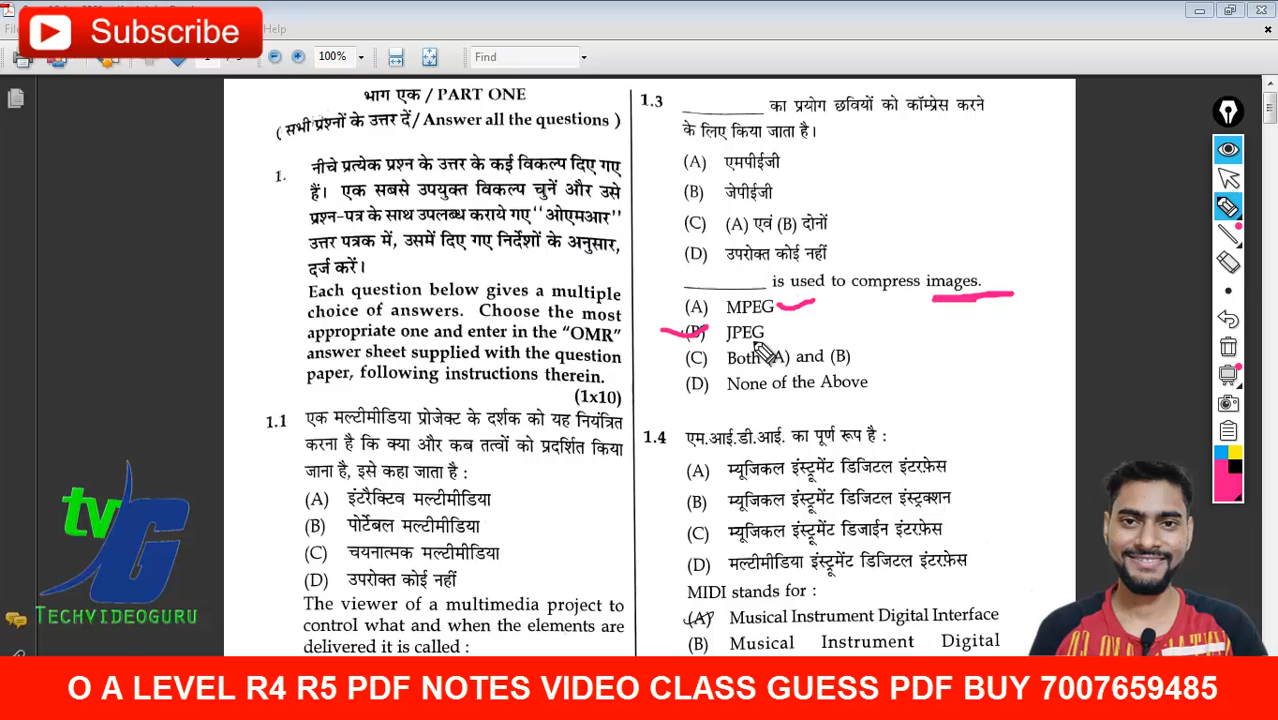 Subscribe
Help
100%
Find
भाग एक / PART ONE
( सभी प्रश्नों के उत्तर दें/ Answer all the questions )
1. नीचे प्रत्येक प्रश्न के उत्तर के कई विकल्प दिए गए
हैं। एक सबसे उपयुक्त विकल्प चुनें और उसे
प्रश्न-पत्र के साथ उपलब्ध कराये गए "ओएमआर"
उत्तर पत्रक में, उसमें दिए गए निर्देशों के अनुसार,
दर्ज करें।
Each question below gives a multiple
choice of answers. Choose the most
appropriate one and enter in the "OMR"
answer sheet supplied with the question
paper, following instructions therein.
(1x10)
1.1 एक मल्टीमीडिया प्रोजेक्ट के दर्शक को यह नियंत्रित
करना है कि क्या और कब तत्वों को प्रदर्शित किया
जाना है, इसे कहा जाता है :
(A) इंटरैक्टिव मल्टीमीडिया
(B) पोर्टेबल मल्टीमीडिया
(C) चयनात्मक मल्टीमीडिया
(D) उपरोक्त कोई नहीं
The viewer of a multimedia project to
control what and when the elements are
delivered it is called :
1.3 ________ का प्रयोग छवियों को कॉम्प्रेस करने
के लिए किया जाता है।
(A) एमपीईजी
(B) जेपीईजी
(C) (A) एवं (B) दोनों
(D) उपरोक्त कोई नहीं
________ is used to compress images.
(A) MPEG
(B) JPEG
(C) Both (A) and (B)
(D) None of the Above
1.4 एम.आई.डी.आई. का पूर्ण रूप है :
(A) म्यूजिकल इंस्ट्रूमेंट डिजिटल इंटरफ़ेस
(B) म्यूजिकल इंस्ट्रूमेंट डिजिटल इंस्ट्रक्शन
(C) म्यूजिकल इंस्ट्रूमेंट डिजाईन इंटरफ़ेस
(D) मल्टीमीडिया इंस्ट्रूमेंट डिजिटल इंटरफ़ेस
MIDI stands for :
(A) Musical Instrument Digital Interface
(B) Musical Instrument Digital
tv G
TECHVIDEOGURU
O A LEVEL R4 R5 PDF NOTES VIDEO CLASS GUESS PDF BUY 7007659485